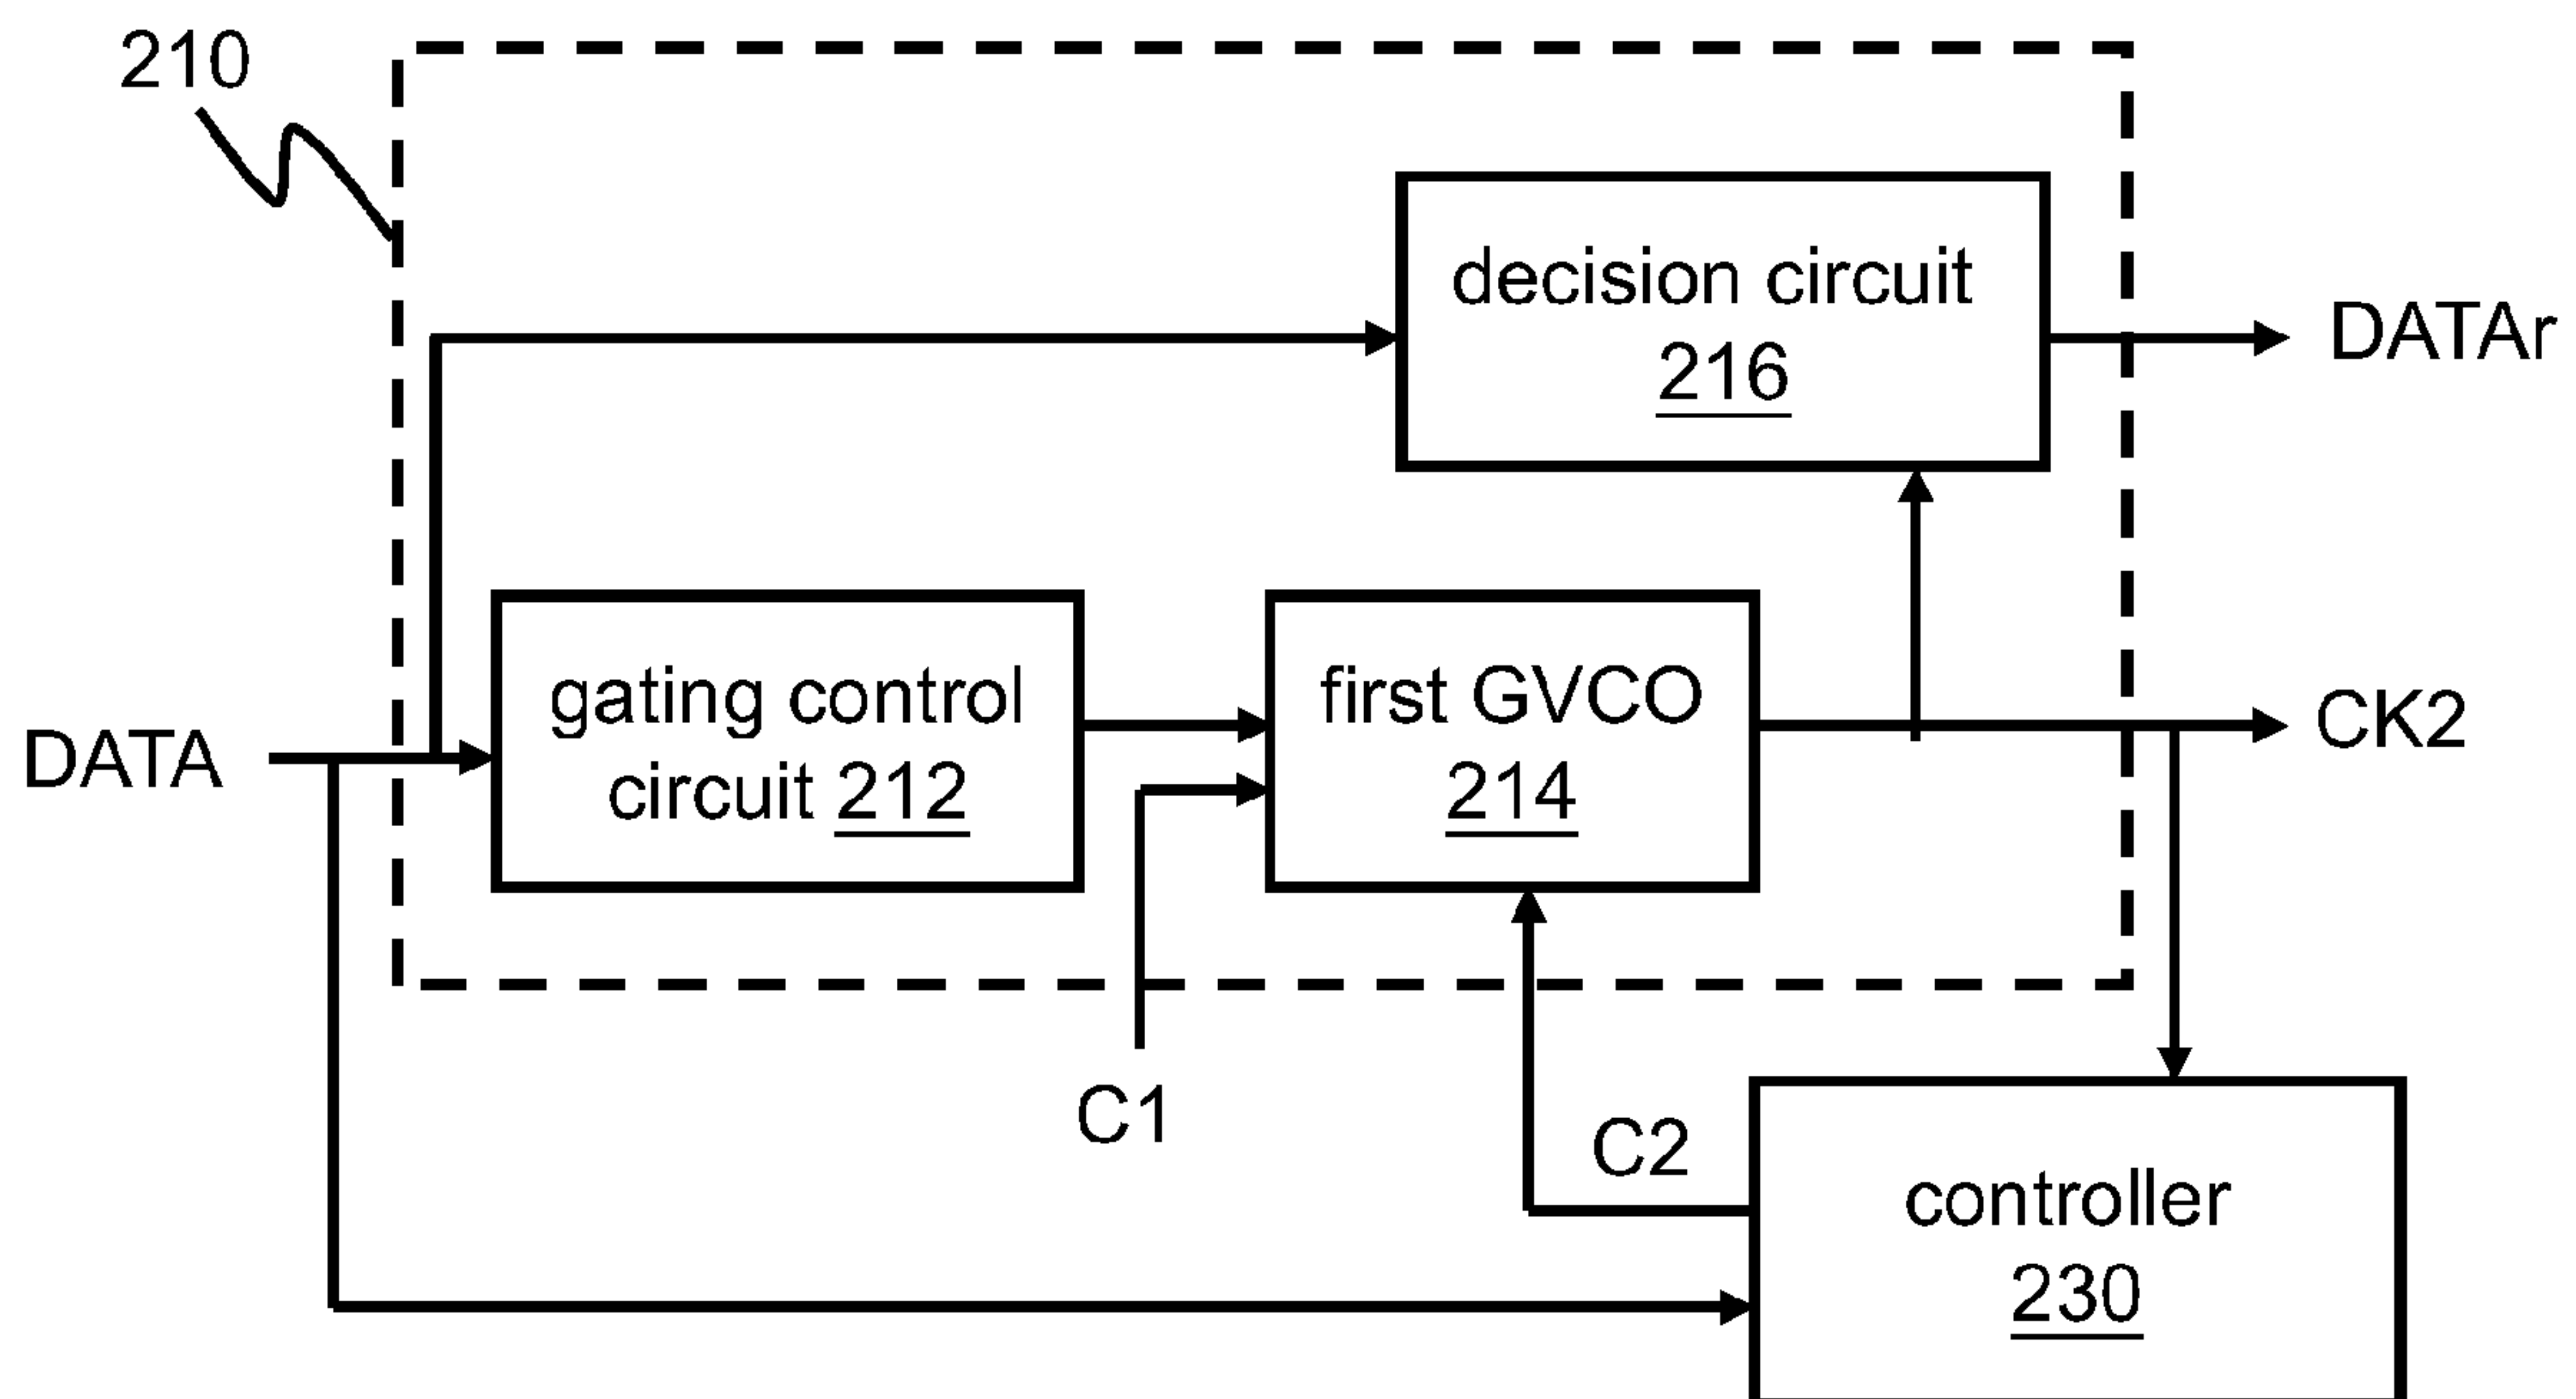 210
decision circuit
216
DATAr
gating control
circuit 212
first GVCO
214
CK2
DATA
C1
C2
controller
230